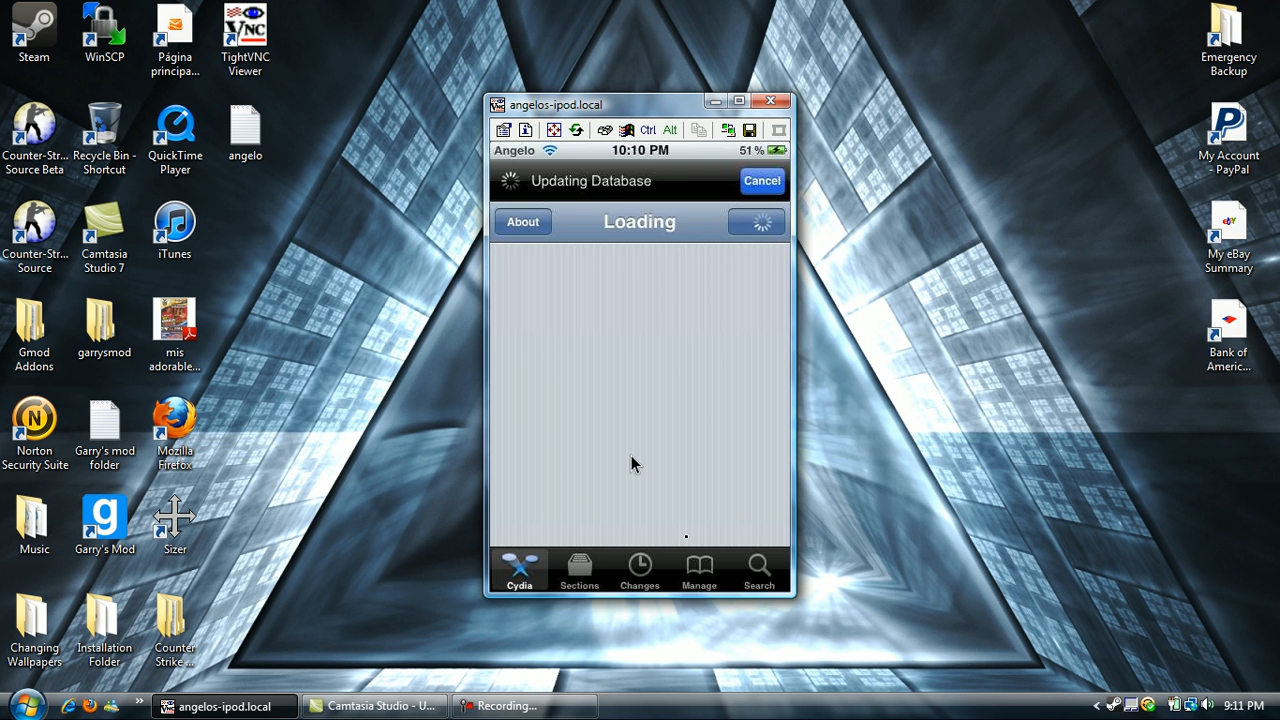 Steam
WinSCP
Página
principa...
TightVNC
Viewer
Emergency
Backup
Counter-Str...
Source Beta
Recycle Bin -
Shortcut
QuickTime
Player
angelo
My Account
- PayPal
Counter-Str...
Source
Camtasia
Studio 7
iTunes
My eBay
Summary
Gmod
Addons
garrysmod
mis
adorable...
Bank of
Americ...
Norton
Security Suite
Garry's mod
folder
Mozilla
Firefox
Music
Garry's Mod
Sizer
Changing
Wallpapers
Installation
Folder
Counter
Strike ...
angelos-ipod.local
Ctrl Alt
Angelo 10:10 PM 51 %
Updating Database Cancel
About Loading
Cydia Sections Changes Manage Search
angelos-ipod.local Camtasia Studio - U... Recording... 9:11 PM